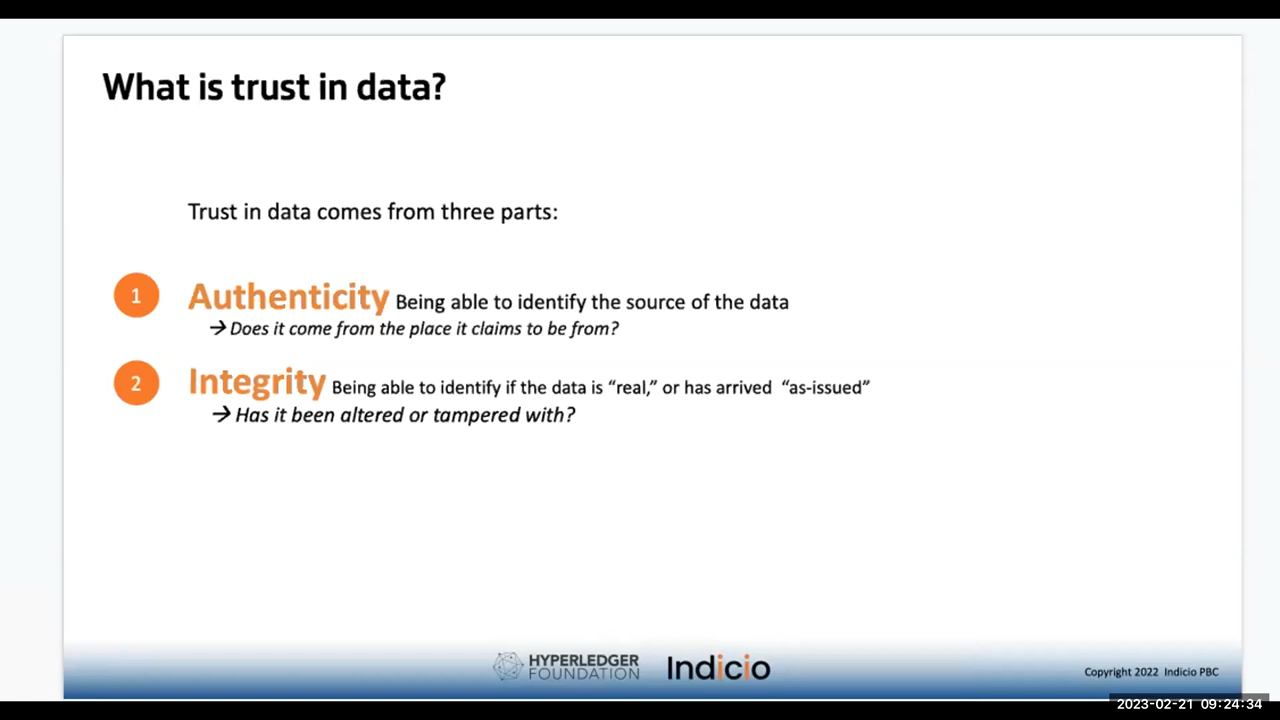 What is trust in data?
Trust in data comes from three parts:
1
Authenticity Being able to identify the source of the data
→ Does it come from the place it claims to be from?
2
Integrity Being able to identify if the data is “real,” or has arrived “as-issued”
→ Has it been altered or tampered with?
HYPERLEDGER
FOUNDATION
Indicio
Copyright 2022 Indicio PBC
2023-02-21 09:24:34